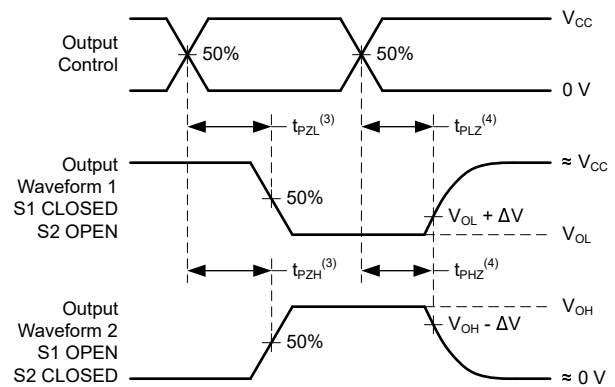 V_CC
Output
Control
50%
50%
0 V
t_PZL^(3)
t_PLZ^(4)
Output
Waveform 1
S1 CLOSED
S2 OPEN
≈ V_CC
50%
V_OL + ΔV
V_OL
t_PZH^(3)
t_PHZ^(4)
Output
Waveform 2
S1 OPEN
S2 CLOSED
V_OH
V_OH - ΔV
50%
≈ 0 V